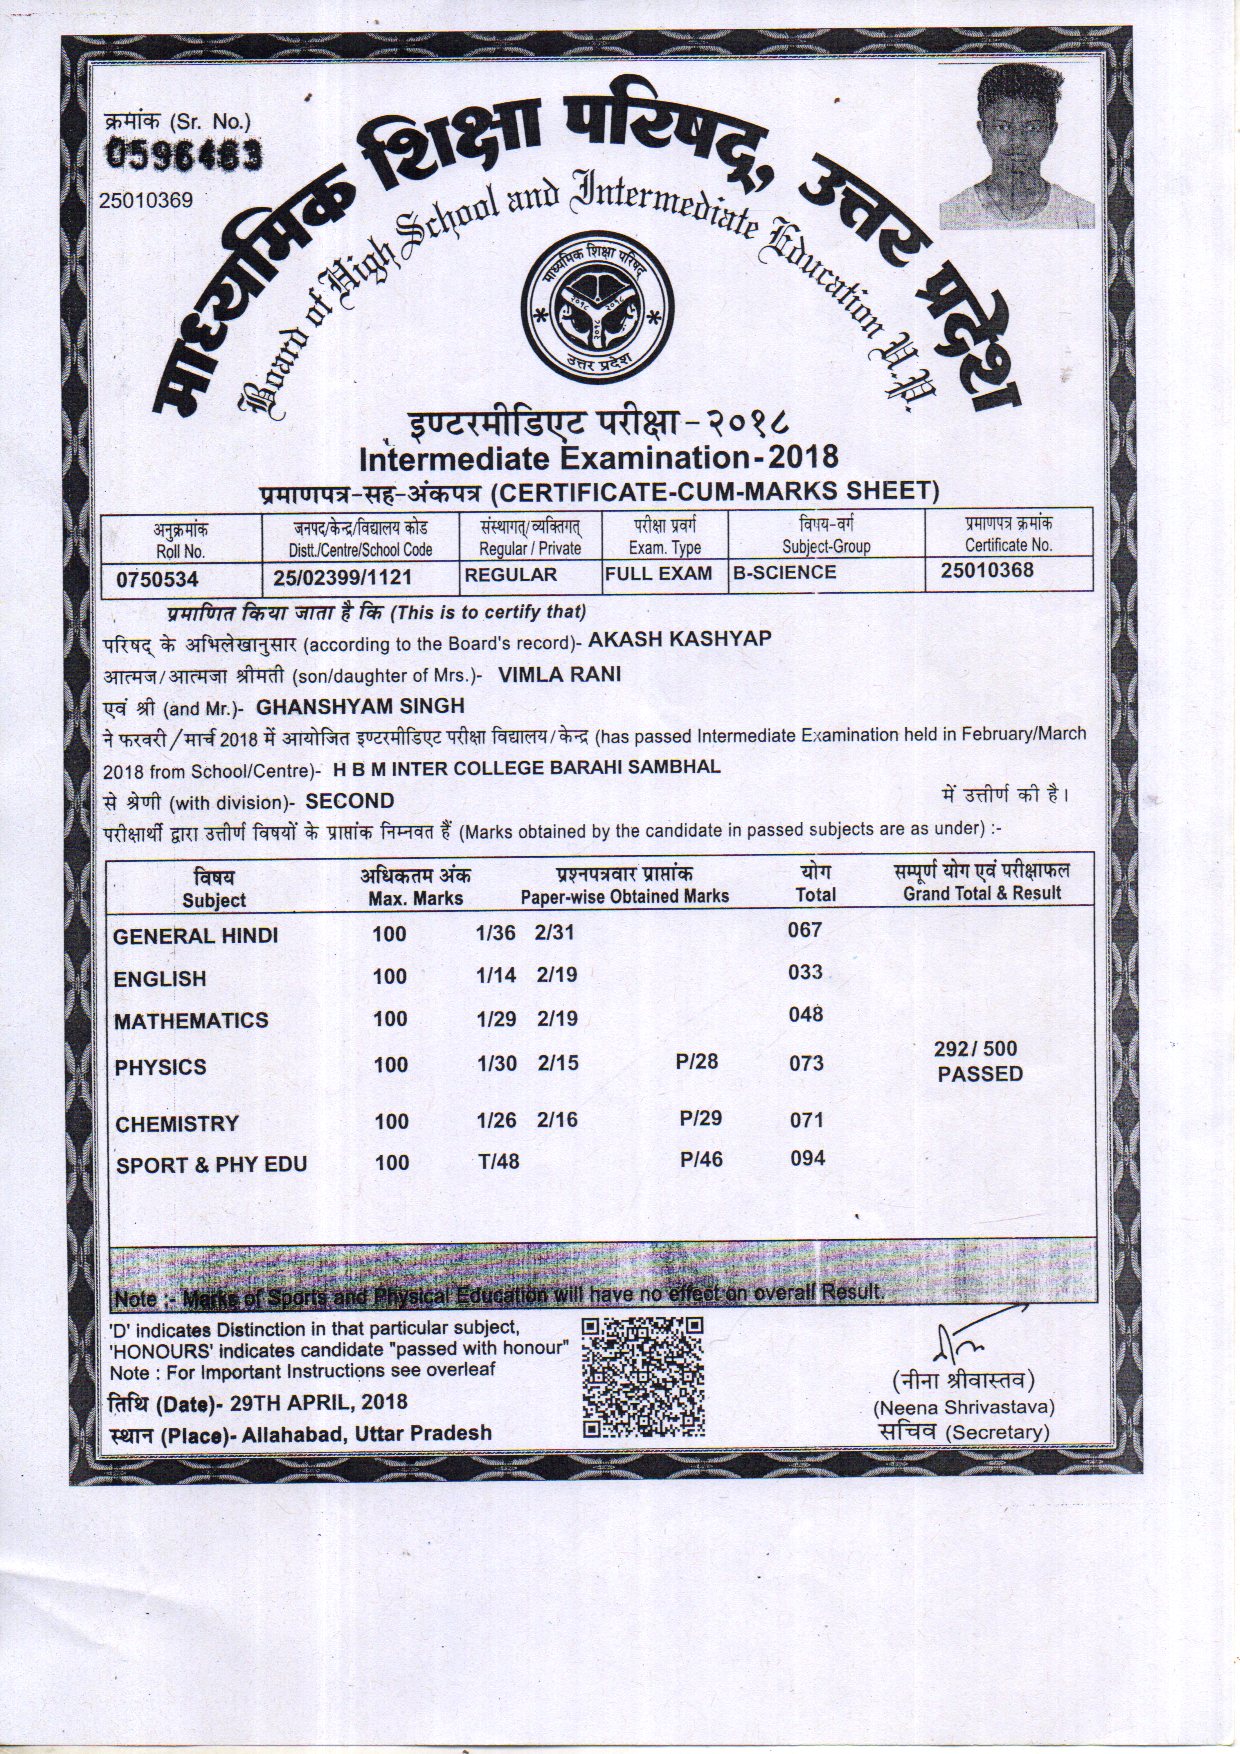 क्रमांक (Sr. No.)
0596463
25010369
माध्यमिक शिक्षा परिषद्, उत्तर प्रदेश
Board of High School and Intermediate Education U.P.
माध्यमिक शिक्षा परिषद
उत्तर प्रदेश
इण्टरमीडिएट परीक्षा - २०१८
Intermediate Examination - 2018
प्रमाणपत्र-सह-अंकपत्र (CERTIFICATE-CUM-MARKS SHEET)
अनुक्रमांक जनपद/केन्द्र/विद्यालय कोड संस्थागत/व्यक्तिगत परीक्षा प्रवर्ग विषय-वर्ग प्रमाणपत्र क्रमांक
Roll No. Distt./Centre/School Code Regular / Private Exam. Type Subject-Group Certificate No.
0750534 25/02399/1121 REGULAR FULL EXAM B-SCIENCE 25010368
प्रमाणित किया जाता है कि (This is to certify that)
परिषद् के अभिलेखानुसार (according to the Board's record)- AKASH KASHYAP
आत्मज/आत्मजा श्रीमती (son/daughter of Mrs.)- VIMLA RANI
एवं श्री (and Mr.)- GHANSHYAM SINGH
ने फरवरी/मार्च 2018 में आयोजित इण्टरमीडिएट परीक्षा विद्यालय/केन्द्र (has passed Intermediate Examination held in February/March
2018 from School/Centre)- H B M INTER COLLEGE BARAHI SAMBHAL
से श्रेणी (with division)- SECOND में उत्तीर्ण की है।
परीक्षार्थी द्वारा उत्तीर्ण विषयों के प्राप्तांक निम्नवत हैं (Marks obtained by the candidate in passed subjects are as under) :-
विषय अधिकतम अंक प्रश्नपत्रवार प्राप्तांक योग सम्पूर्ण योग एवं परीक्षाफल
Subject Max. Marks Paper-wise Obtained Marks Total Grand Total & Result
GENERAL HINDI 100 1/36 2/31 067
ENGLISH 100 1/14 2/19 033
MATHEMATICS 100 1/29 2/19 048
292/ 500
PHYSICS 100 1/30 2/15 P/28 073
PASSED
CHEMISTRY 100 1/26 2/16 P/29 071
SPORT & PHY EDU 100 T/48 P/46 094
Note :- Marks of Sports and Physical Education will have no effect on overall Result.
'D' indicates Distinction in that particular subject,
'HONOURS' indicates candidate "passed with honour"
Note : For Important Instructions see overleaf
तिथि (Date)- 29TH APRIL, 2018
स्थान (Place)- Allahabad, Uttar Pradesh
(नीना श्रीवास्तव)
(Neena Shrivastava)
सचिव (Secretary)